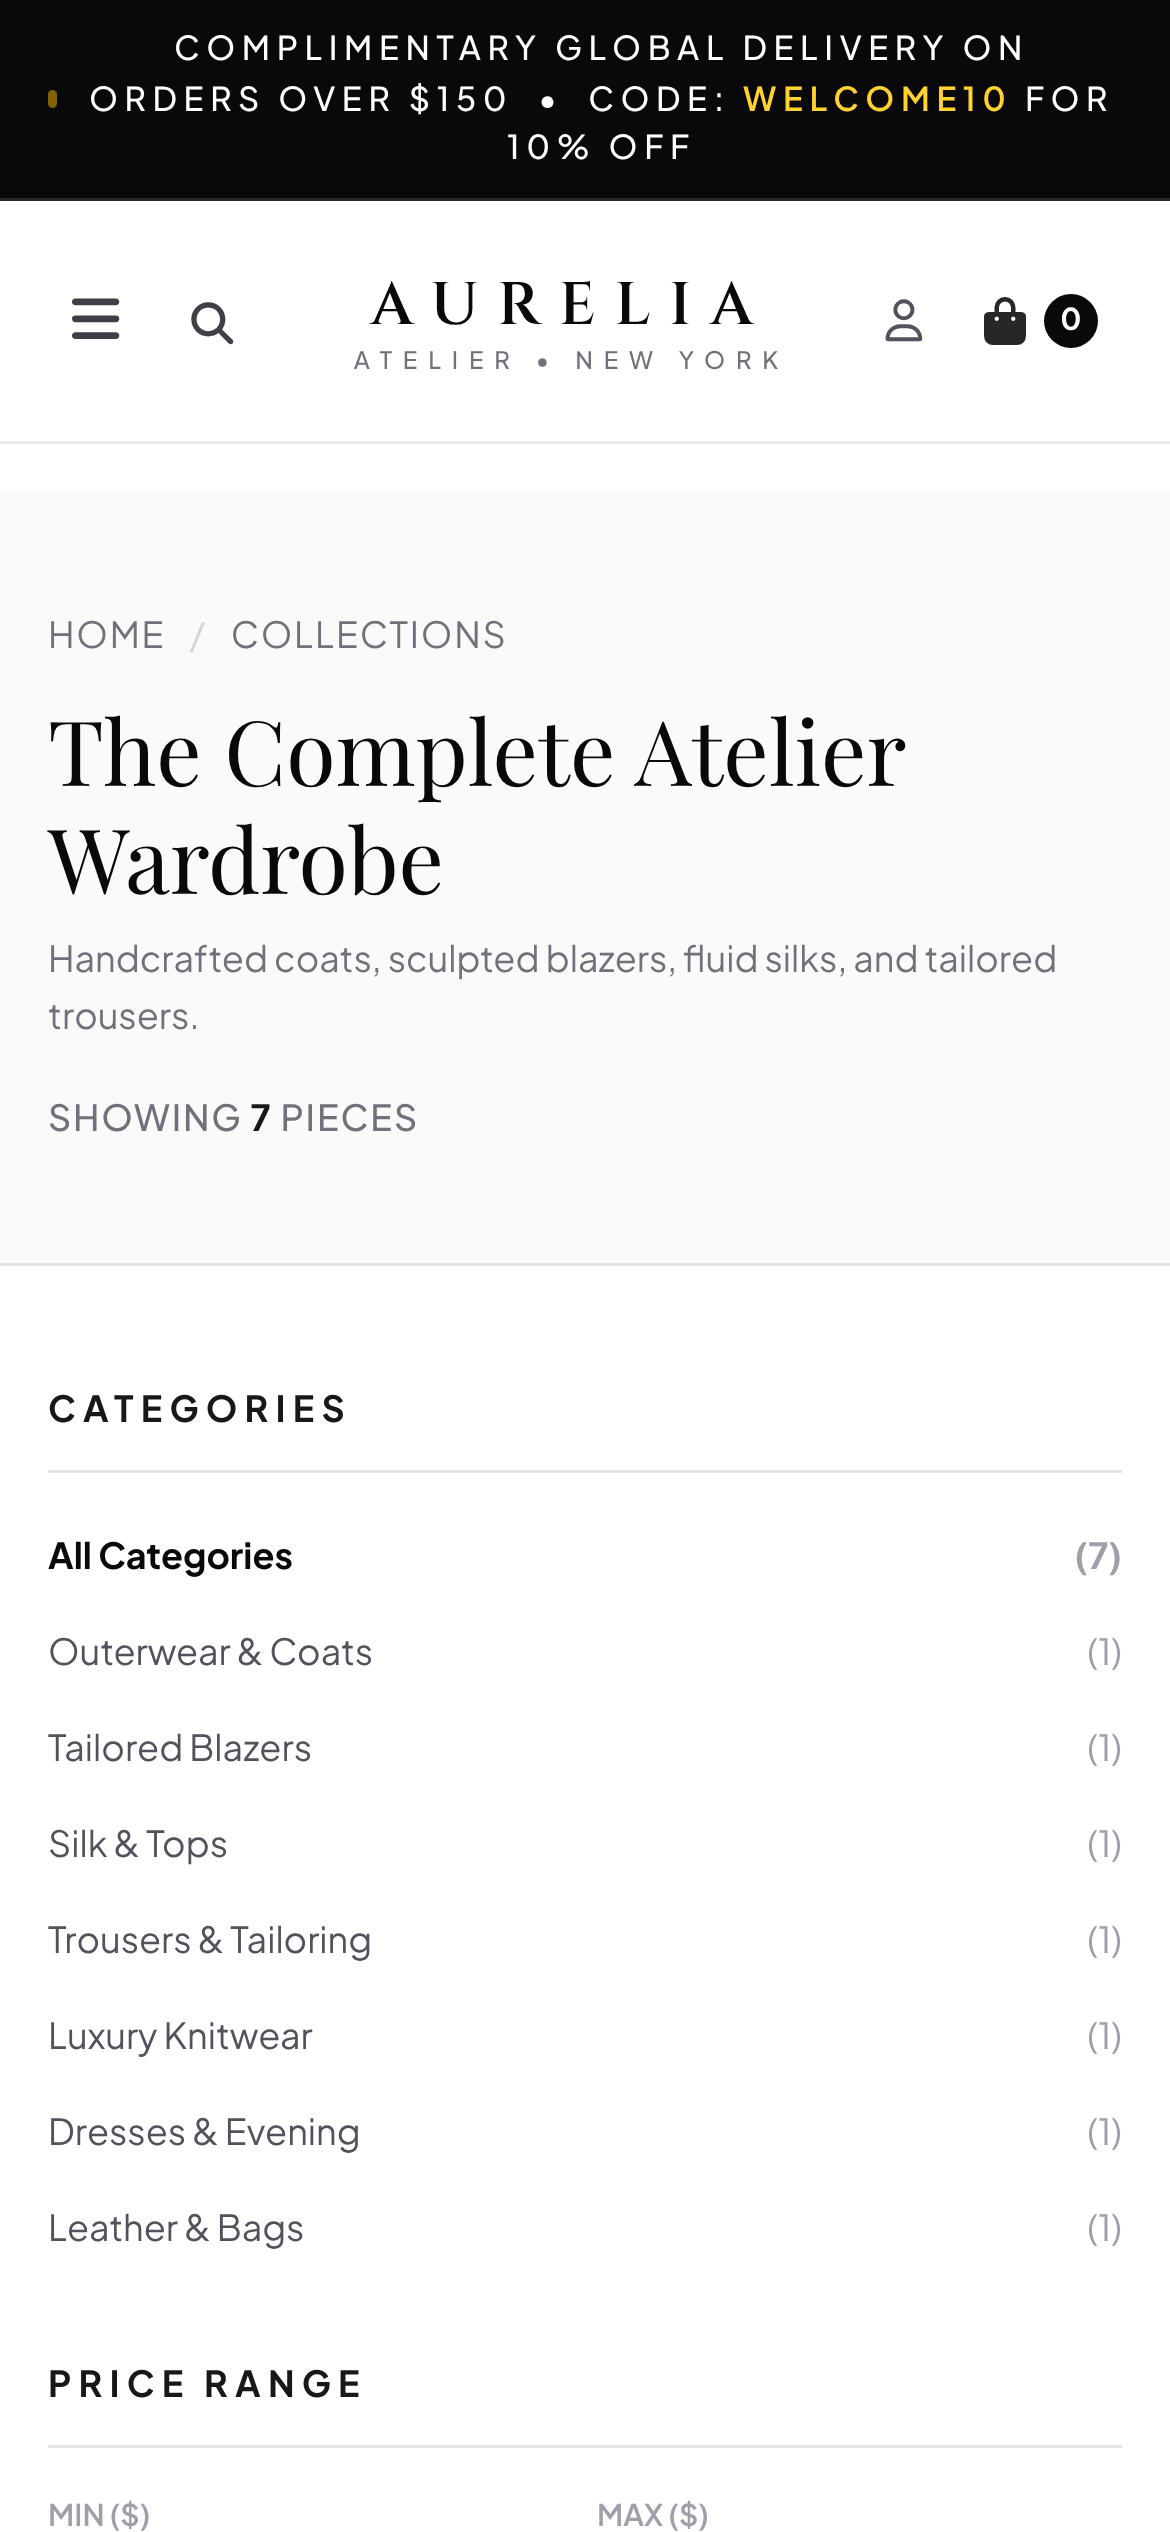 COMPLIMENTARY GLOBAL DELIVERY ON
ORDERS OVER $150 • CODE: WELCOME10 FOR
10% OFF
AURELIA
ATELIER • NEW YORK
0
HOME / COLLECTIONS
The Complete Atelier
Wardrobe
Handcrafted coats, sculpted blazers, fluid silks, and tailored
trousers.
SHOWING 7 PIECES
CATEGORIES
All Categories (7)
Outerwear & Coats (1)
Tailored Blazers (1)
Silk & Tops (1)
Trousers & Tailoring (1)
Luxury Knitwear (1)
Dresses & Evening (1)
Leather & Bags (1)
PRICE RANGE
MIN ($) MAX ($)